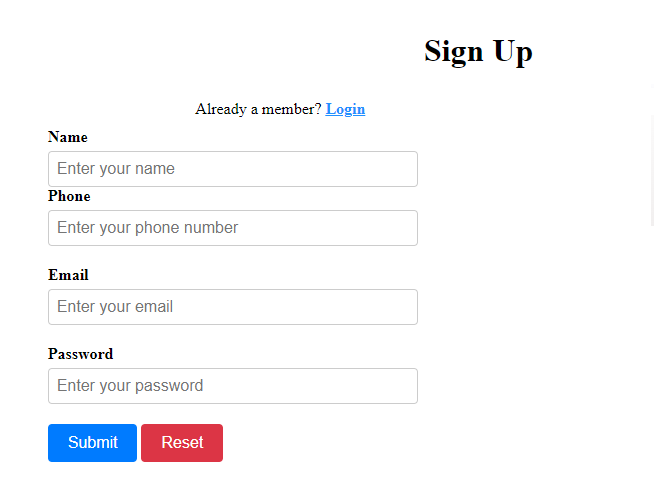 Sign Up
Already a member? Login
Name
Enter your name
Phone
Enter your phone number
Email
Enter your email
Password
Enter your password
Submit Reset